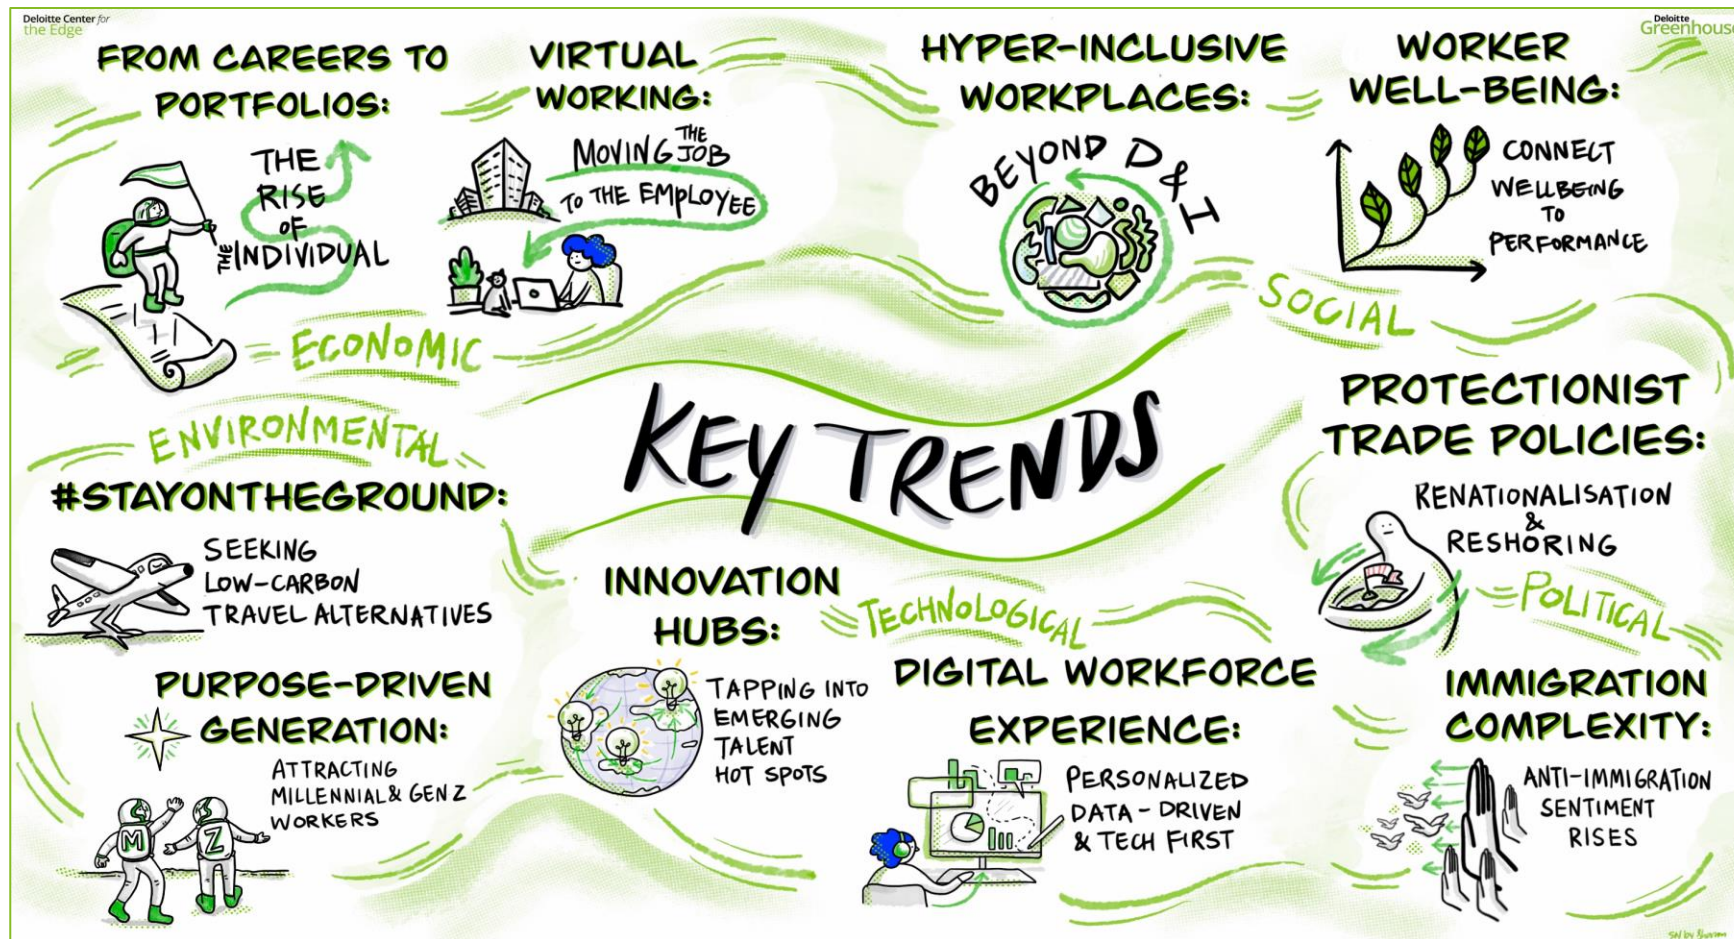 Deloitte Center for
the Edge
Deloitte
Greenhouse
FROM CAREERS TO
PORTFOLIOS:
THE
RISE
OF
THE INDIVIDUAL
VIRTUAL
WORKING:
MOVING THE JOB
TO THE EMPLOYEE
ECONOMIC
HYPER-INCLUSIVE
WORKPLACES:
BEYOND D & I
WORKER
WELL-BEING:
CONNECT
WELLBEING
TO
PERFORMANCE
SOCIAL
KEY TRENDS
ENVIRONMENTAL
#STAYONTHEGROUND:
SEEKING
LOW-CARBON
TRAVEL ALTERNATIVES
PURPOSE-DRIVEN
GENERATION:
ATTRACTING
MILLENNIAL & GEN Z
WORKERS
M
Z
INNOVATION
HUBS:
TAPPING INTO
EMERGING
TALENT
HOT SPOTS
TECHNOLOGICAL
DIGITAL WORKFORCE
EXPERIENCE:
PERSONALIZED
DATA-DRIVEN
& TECH FIRST
PROTECTIONIST
TRADE POLICIES:
RENATIONALISATION
&
RESHORING
POLITICAL
IMMIGRATION
COMPLEXITY:
ANTI-IMMIGRATION
SENTIMENT
RISES